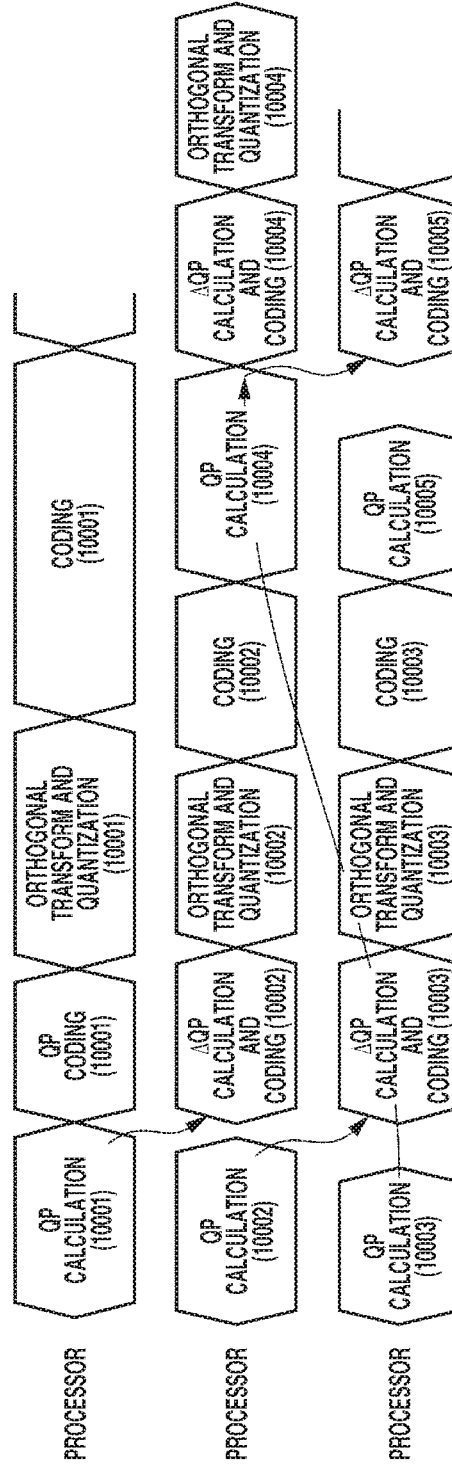 PROCESSOR
QP
CALCULATION
(10001)
QP
CODING
(10001)
ORTHOGONAL
TRANSFORM AND
QUANTIZATION
(10001)
CODING
(10001)
PROCESSOR
QP
CALCULATION
(10002)
ΔQP
CALCULATION
AND
CODING (10002)
ORTHOGONAL
TRANSFORM AND
QUANTIZATION
(10002)
CODING
(10002)
QP
CALCULATION
(10004)
ΔQP
CALCULATION
AND
CODING (10004)
ORTHOGONAL
TRANSFORM AND
QUANTIZATION
(10004)
PROCESSOR
QP
CALCULATION
(10003)
ΔQP
CALCULATION
AND
CODING (10003)
ORTHOGONAL
TRANSFORM AND
QUANTIZATION
(10003)
CODING
(10003)
QP
CALCULATION
(10005)
ΔQP
CALCULATION
AND
CODING (10005)